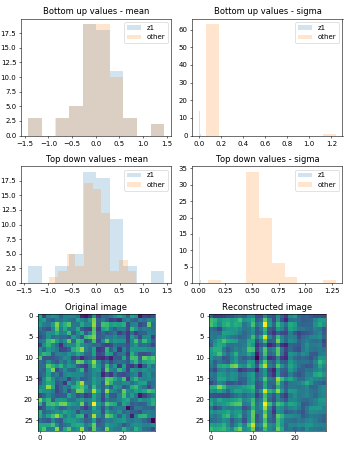 Bottom up values - mean
Bottom up values - sigma
z1
other
z1
other
17.5
15.0
12.5
10.0
7.5
5.0
2.5
0.0
60
50
40
30
20
10
0
−1.5 −1.0 −0.5 0.0 0.5 1.0 1.5
0.0 0.2 0.4 0.6 0.8 1.0 1.2
Top down values - mean
Top down values - sigma
z1
other
z1
other
17.5
15.0
12.5
10.0
7.5
5.0
2.5
0.0
35
30
25
20
15
10
5
0
−1.5 −1.0 −0.5 0.0 0.5 1.0 1.5
0.00 0.25 0.50 0.75 1.00 1.25
Original image
Reconstructed image
0
5
10
15
20
25
0
5
10
15
20
25
0 20
0 10 20